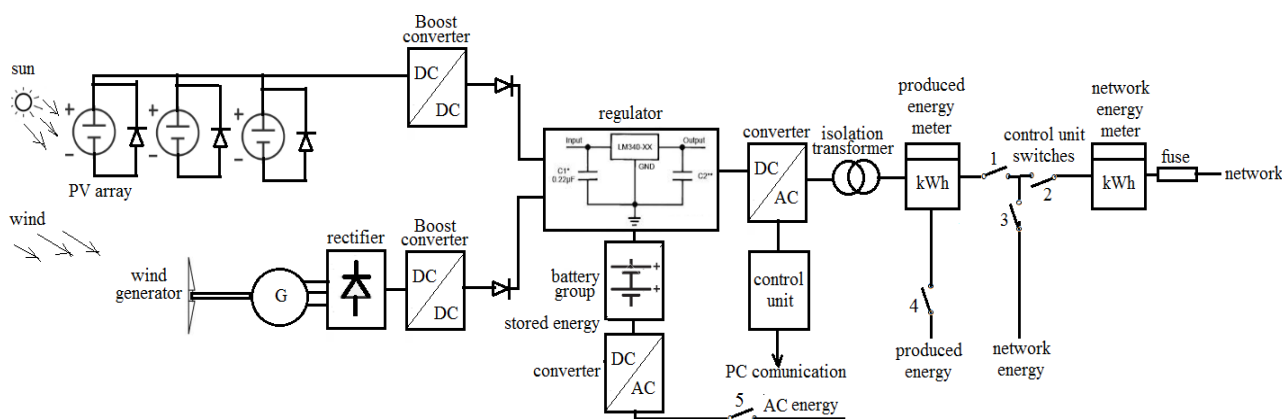 Boost
converter
DC
DC
sun
+
−
+
−
+
−
PV array
wind
wind
generator
G
rectifier
Boost
converter
DC
DC
regulator
Input
LM340-XX
Output
C1*
0.22µF
GND
C2**
battery
group
+
+
stored energy
converter
DC
AC
converter
DC
AC
control
unit
PC comunication
5 AC energy
isolation
transformer
produced
energy
meter
kWh
4
produced
energy
control unit
switches
1
2
3
network
energy
network
energy
meter
kWh
fuse
network